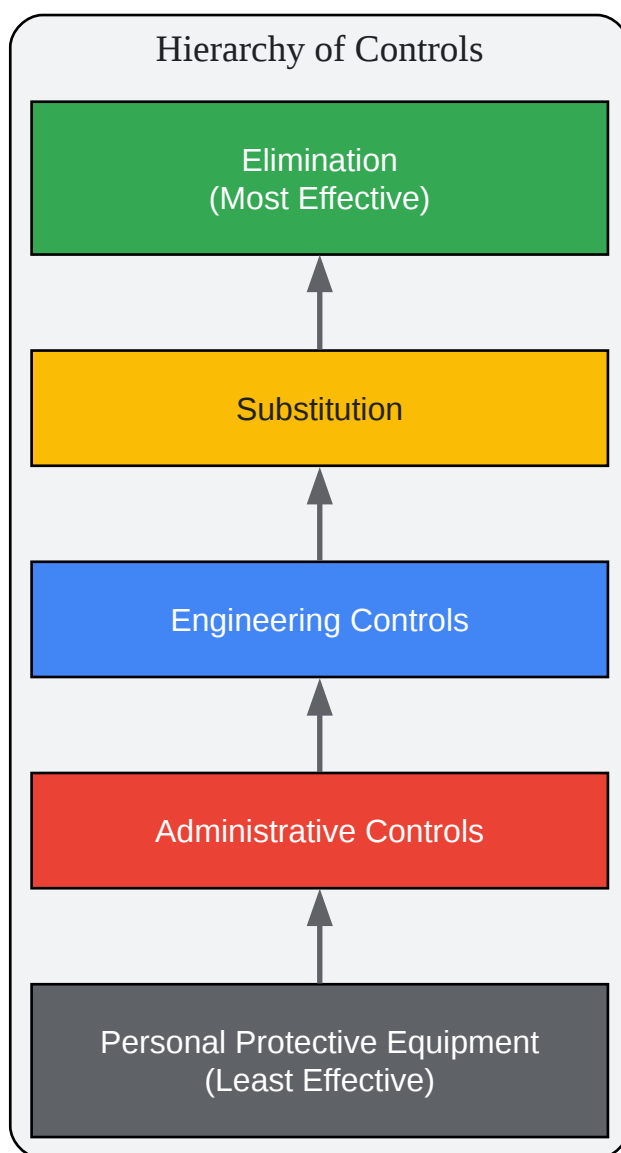 Hierarchy of Controls
Elimination
(Most Effective)
Substitution
Engineering Controls
Administrative Controls
Personal Protective Equipment
(Least Effective)